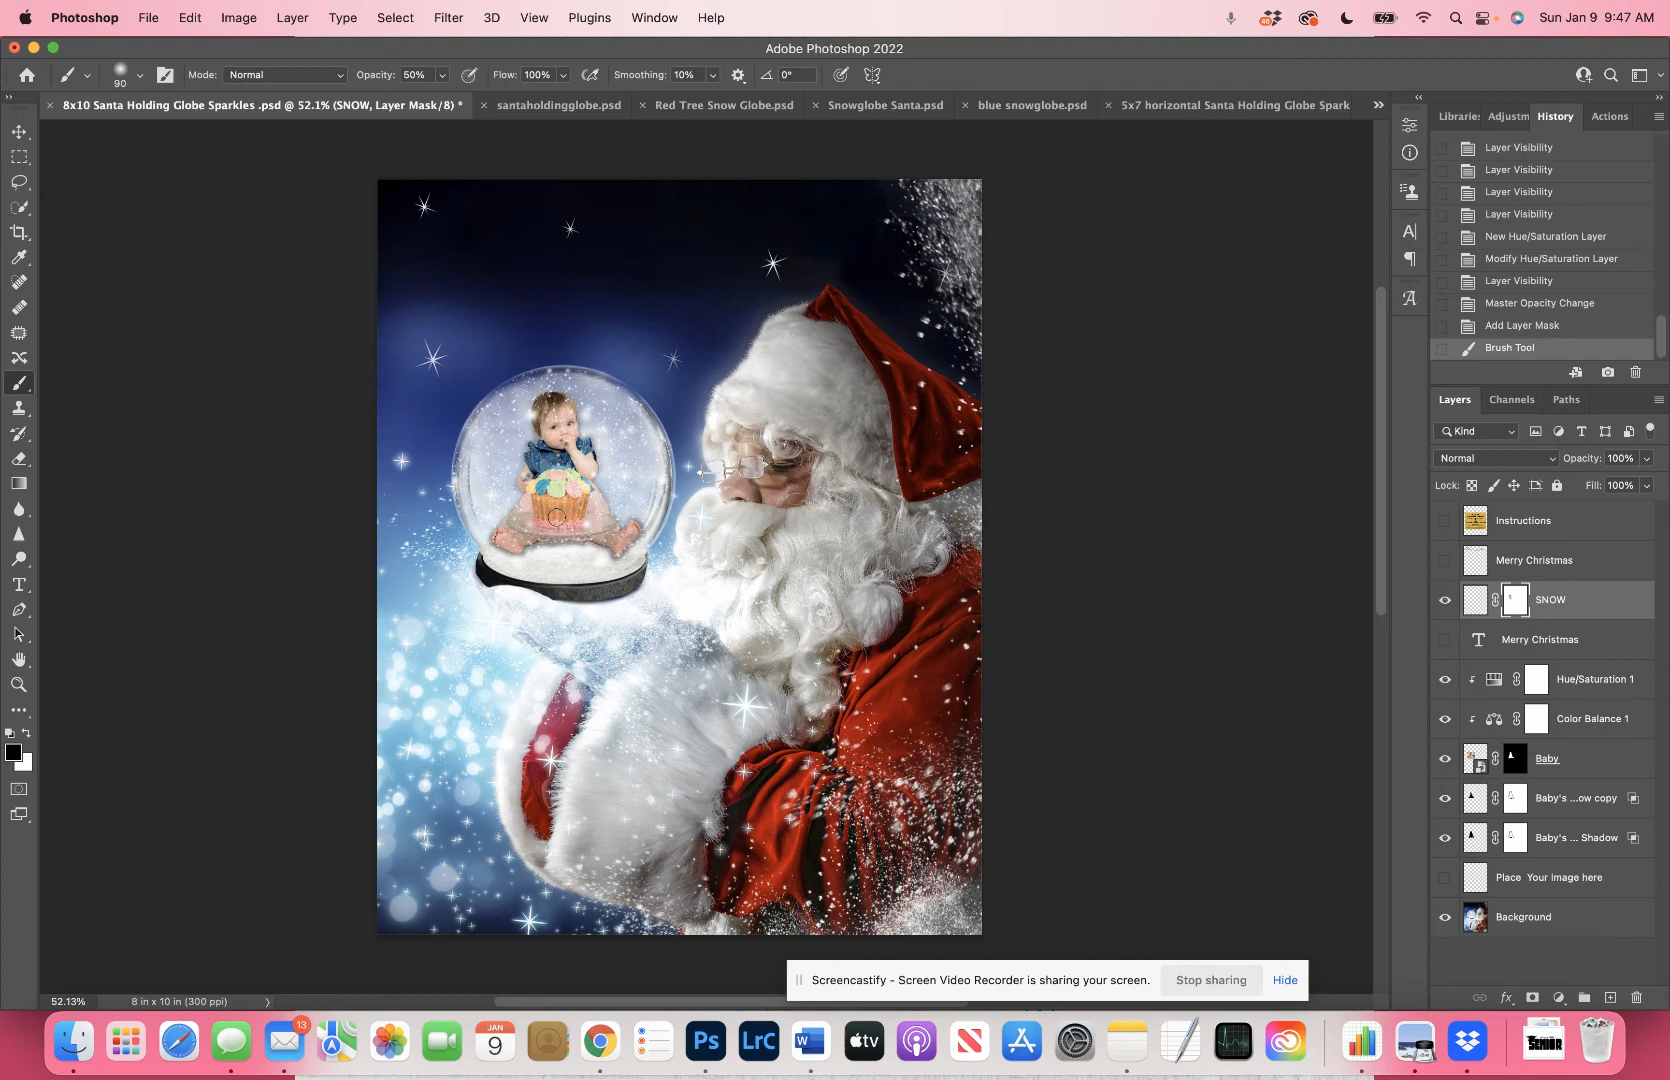 Photoshop File Edit Image Layer Type Select Filter 3D View Plugins Window Help 46 Sun Jan 9 9:47 AM
Adobe Photoshop 2022
90 Mode: Normal Opacity: 50% Flow: 100% Smoothing: 10% 0°
8x10 Santa Holding Globe Sparkles .psd @ 52.1% (SNOW, Layer Mask/8) * santaholdingglobe.psd Red Tree Snow Globe.psd Snowglobe Santa.psd blue snowglobe.psd 5x7 horizontal Santa Holding Globe Spark
Libraries Adjustm History Actions
Layer Visibility
Layer Visibility
Layer Visibility
Layer Visibility
New Hue/Saturation Layer
Modify Hue/Saturation Layer
Layer Visibility
Master Opacity Change
Add Layer Mask
Brush Tool
Layers Channels Paths
Kind
Normal Opacity: 100%
Lock: Fill: 100%
Instructions
Merry Christmas
SNOW
Merry Christmas
Hue/Saturation 1
Color Balance 1
Baby
Baby's ...ow copy
Baby's ... Shadow
Place Your Image here
Background
Screencastify - Screen Video Recorder is sharing your screen. Stop sharing Hide
52.13% 8 in x 10 in (300 ppi)
fx
13
JAN
9
Ps LrC W tv
SENIOR